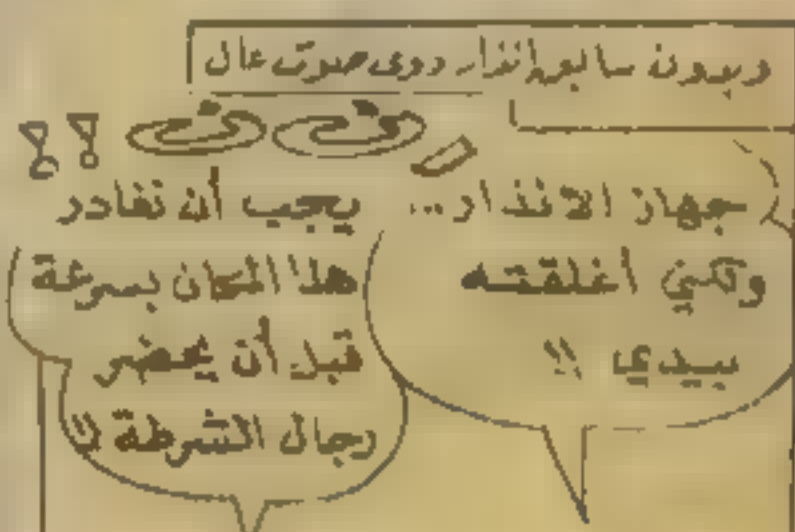 وبدون سابق إنذار دوى صوت عال
جهاز الانذار...
ولكني أغلقته
بيدي !!
يجب أن نغادر
هذا المكان بسرعة
قبل أن يحضر
رجال الشرطة !!